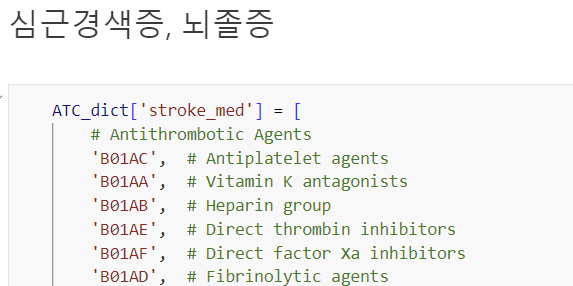 심근경색증, 뇌졸증
ATC_dict['stroke_med'] = [
# Antithrombotic Agents
'B01AC',  # Antiplatelet agents
'B01AA',  # Vitamin K antagonists
'B01AB',  # Heparin group
'B01AE',  # Direct thrombin inhibitors
'B01AF',  # Direct factor Xa inhibitors
'B01AD',  # Fibrinolytic agents